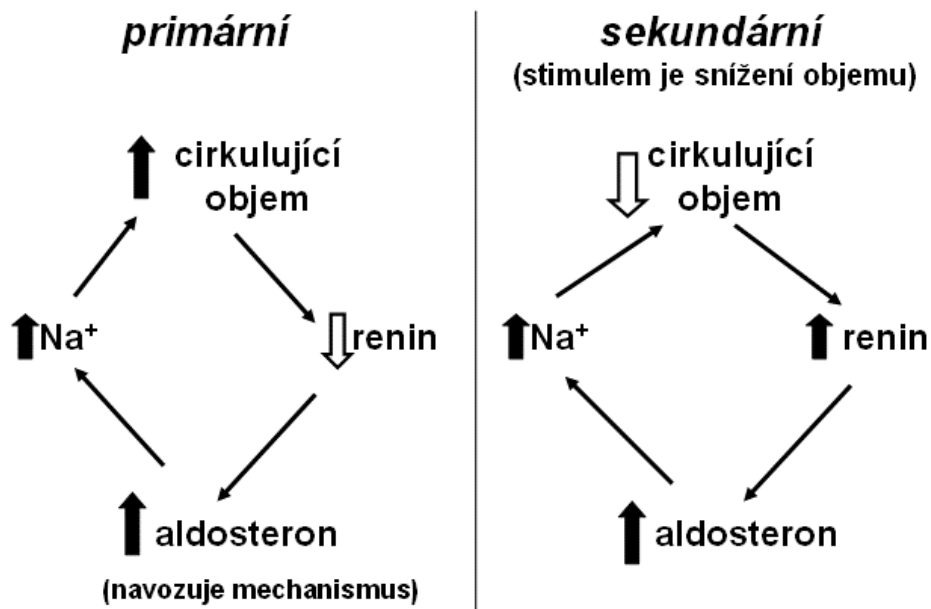 primární
cirkulující
objem
Na+
renin
aldosteron
(navozuje mechanismus)
sekundární
(stimulem je snížení objemu)
cirkulující
objem
Na+
renin
aldosteron